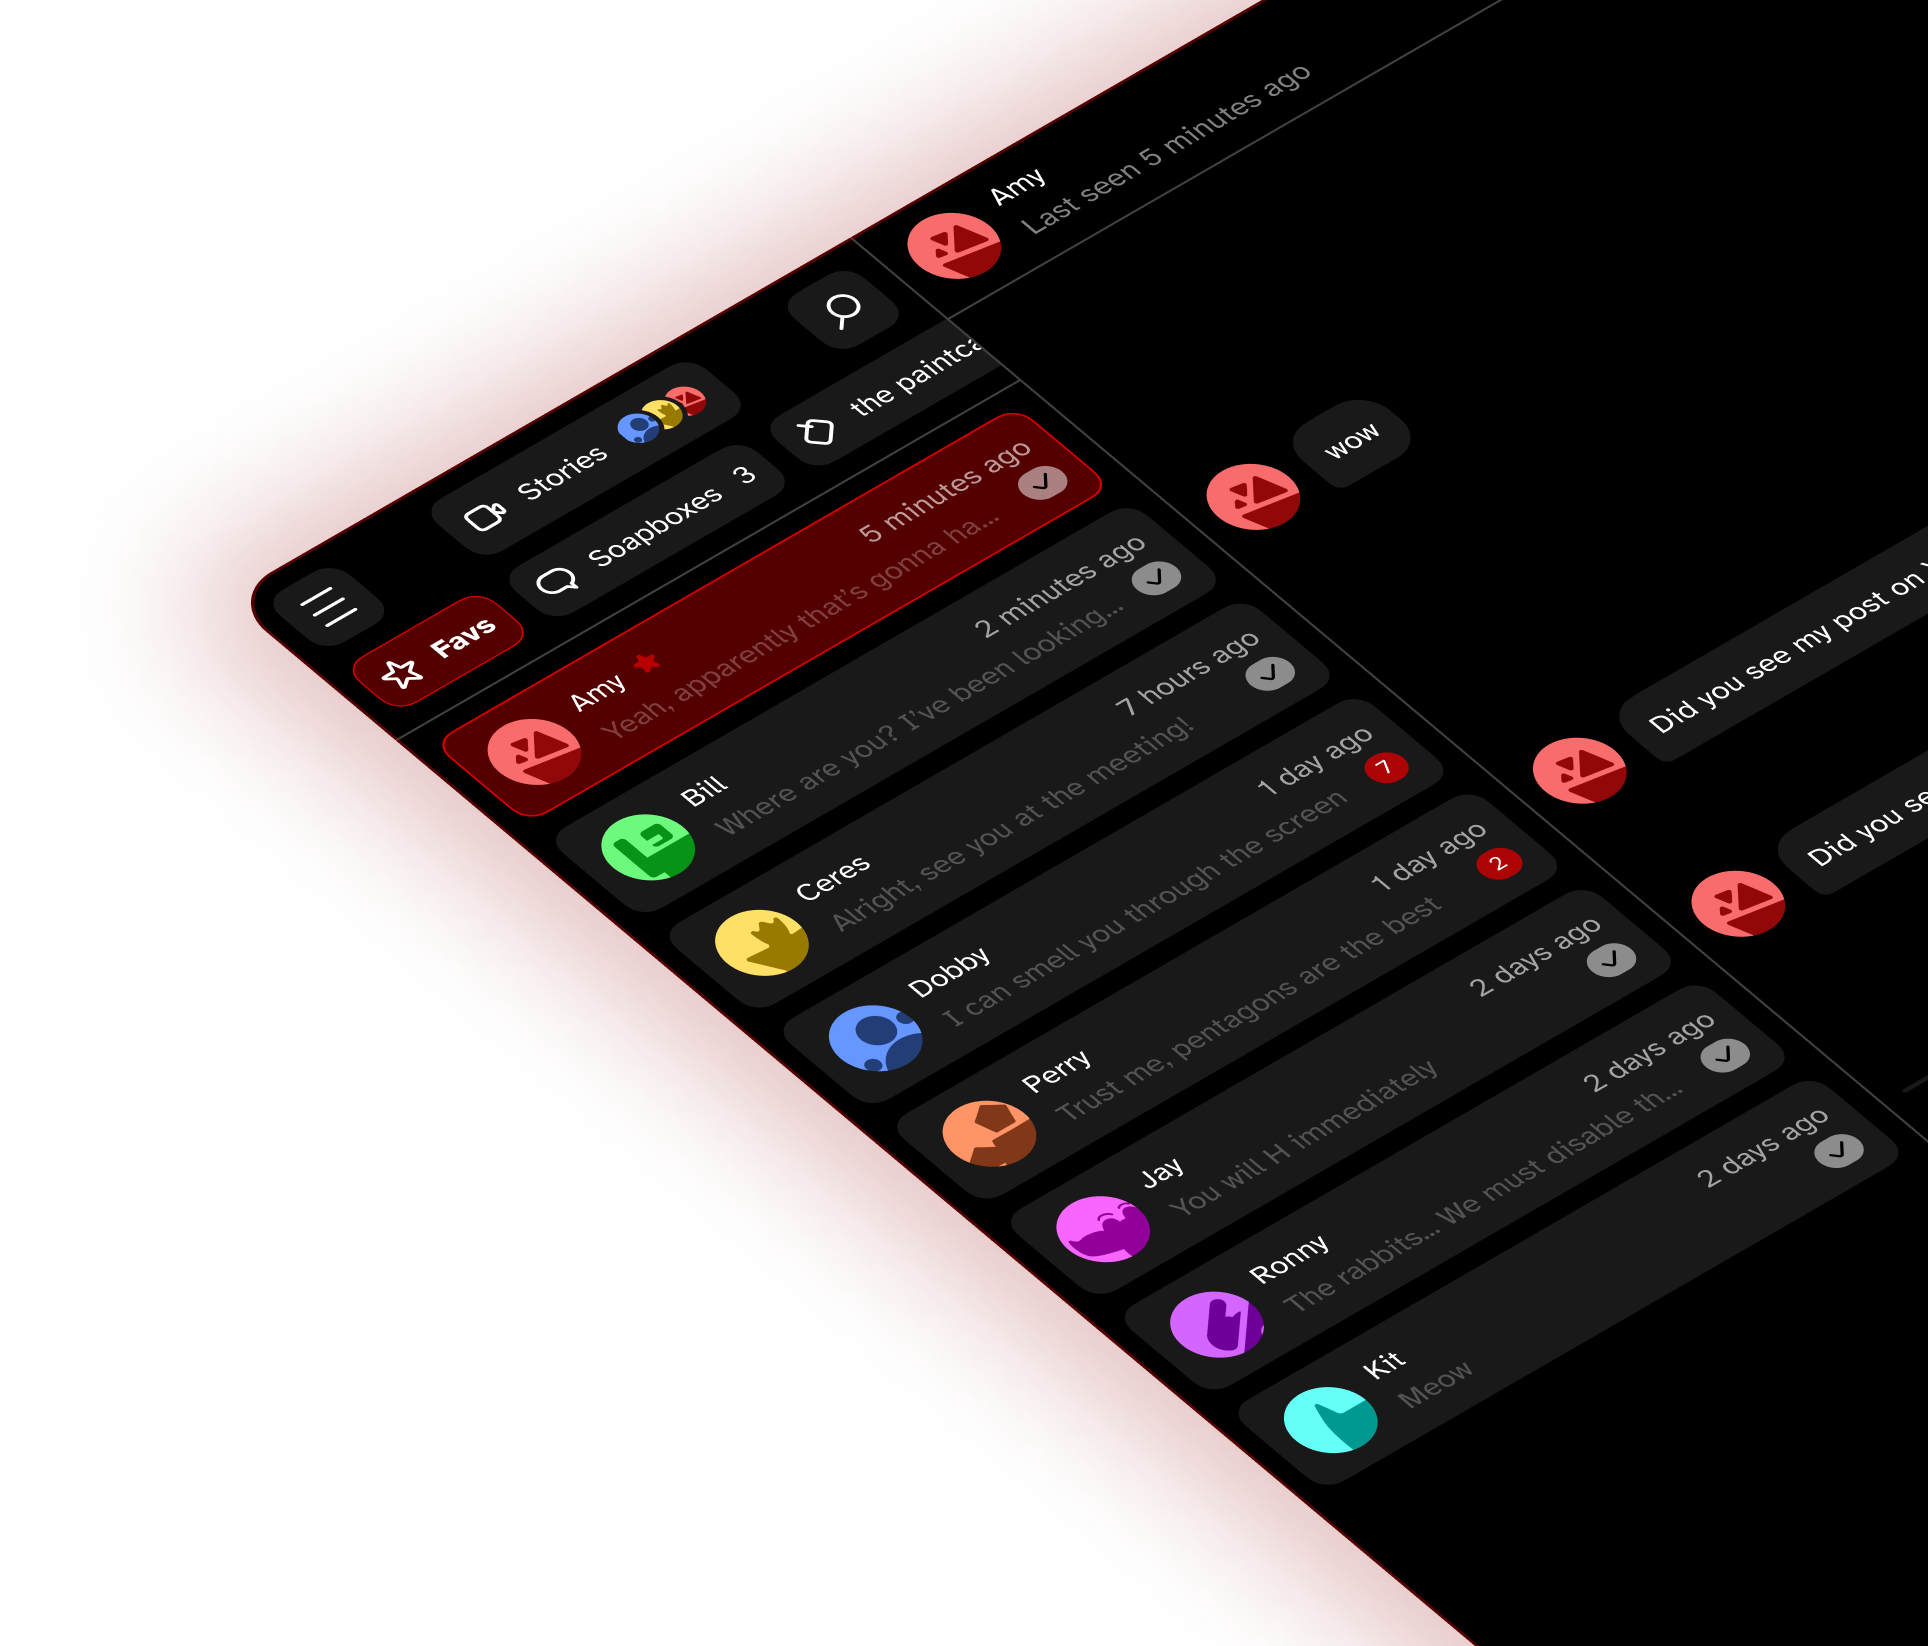 Stories
Favs
Soapboxes 3
the paintca
Amy
5 minutes ago
Yeah, apparently that's gonna ha...
Bill
2 minutes ago
Where are you? I've been looking...
Ceres
7 hours ago
Alright, see you at the meeting!
Dobby
1 day ago
I can smell you through the screen
7
Perry
1 day ago
Trust me, pentagons are the best
2
Jay
2 days ago
You will H immediately
Ronny
2 days ago
The rabbits... We must disable th...
Kit
2 days ago
Meow
Amy
Last seen 5 minutes ago
wow
Did you see my post on
Did you se